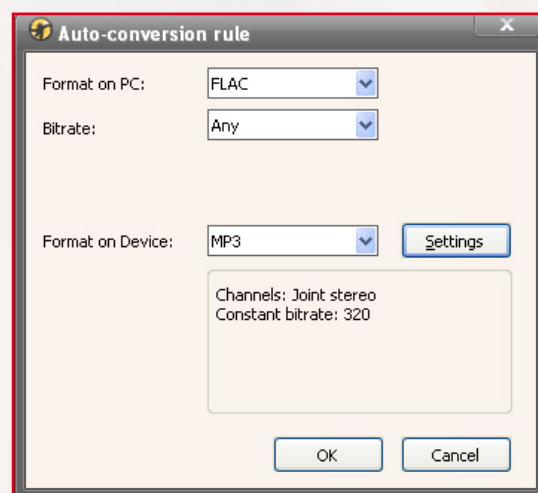 Auto-conversion rule
Format on PC: FLAC
Bitrate: Any
Format on Device: MP3 Settings
Channels: Joint stereo
Constant bitrate: 320
OK Cancel